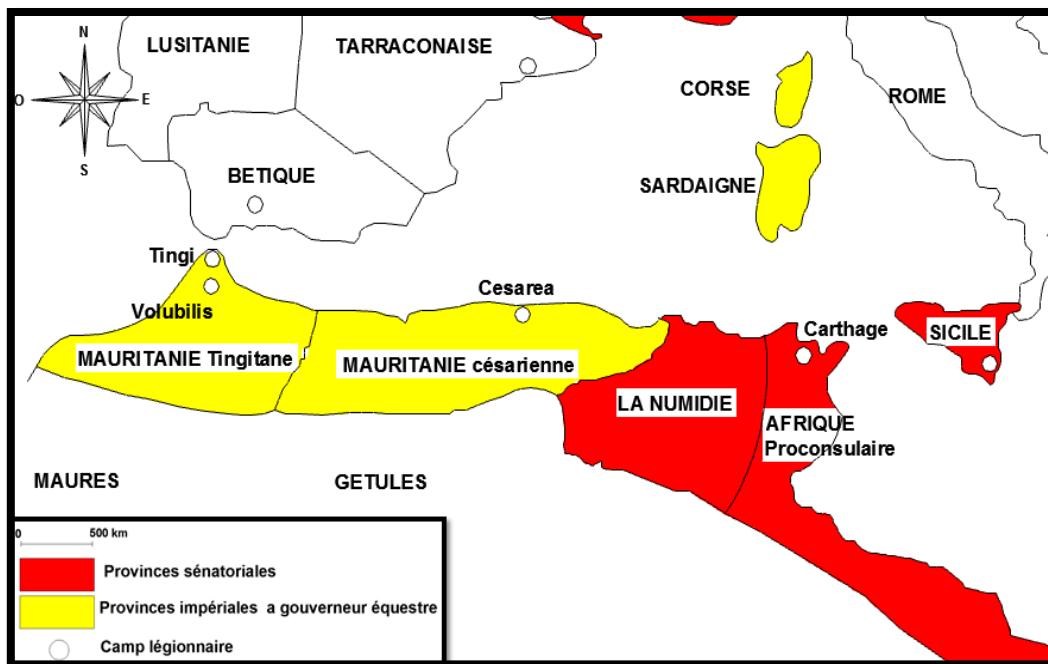 N
LUSITANIE
TARRACONAISE
CORSE
ROME
O
E
S
BETIQUE
SARDAIGNE
Tingi
Cesarea
Volubilis
Carthage
SICILE
MAURITANIE Tingitane
MAURITANIE césarienne
LA NUMIDIE
AFRIQUE
Proconsulaire
MAURES
GETULES
0 500 km
Provinces sénatoriales
Provinces impériales a gouverneur équestre
Camp légionnaire